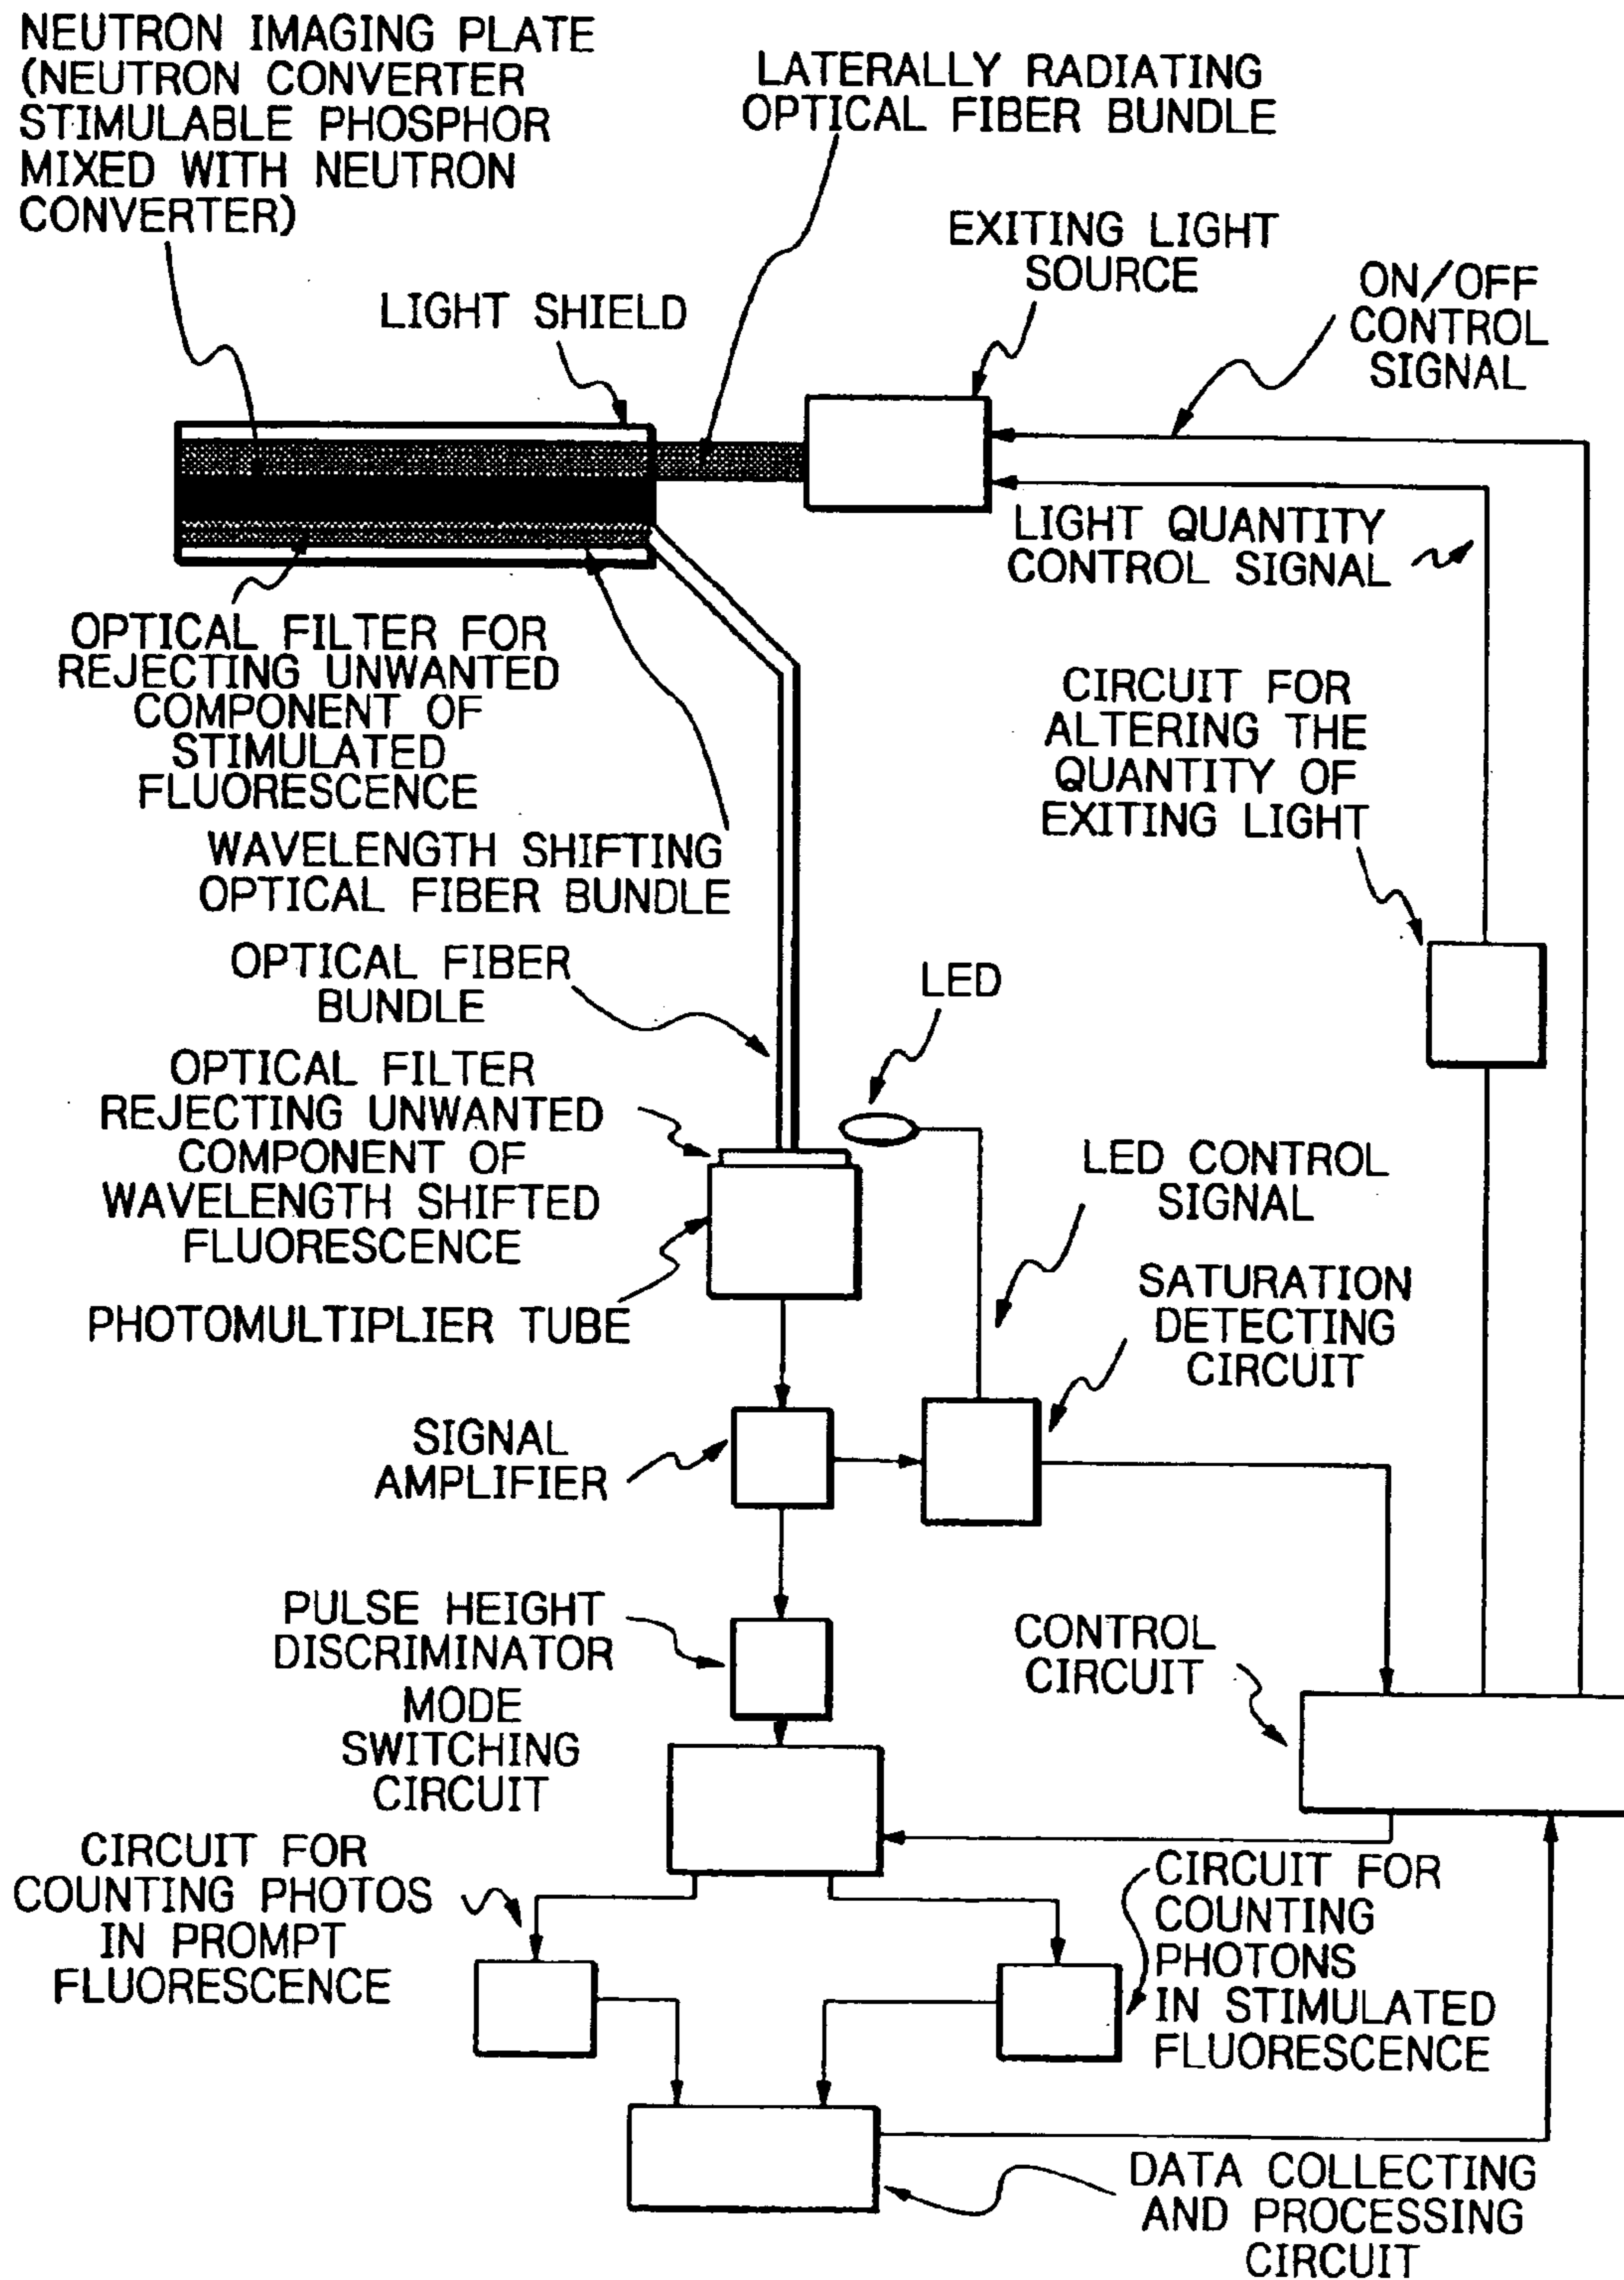 NEUTRON IMAGING PLATE
(NEUTRON CONVERTER
STIMULABLE PHOSPHOR
MIXED WITH NEUTRON
CONVERTER)
LATERALLY RADIATING
OPTICAL FIBER BUNDLE
EXITING LIGHT
SOURCE
ON/OFF
CONTROL
SIGNAL
LIGHT SHIELD
LIGHT QUANTITY
CONTROL SIGNAL
OPTICAL FILTER FOR
REJECTING UNWANTED
COMPONENT OF
STIMULATED
FLUORESCENCE
CIRCUIT FOR
ALTERING THE
QUANTITY OF
EXITING LIGHT
WAVELENGTH SHIFTING
OPTICAL FIBER BUNDLE
OPTICAL FIBER
BUNDLE
LED
OPTICAL FILTER
REJECTING UNWANTED
COMPONENT OF
WAVELENGTH SHIFTED
FLUORESCENCE
LED CONTROL
SIGNAL
PHOTOMULTIPLIER TUBE
SATURATION
DETECTING
CIRCUIT
SIGNAL
AMPLIFIER
PULSE HEIGHT
DISCRIMINATOR
CONTROL
CIRCUIT
MODE
SWITCHING
CIRCUIT
CIRCUIT FOR
COUNTING PHOTOS
IN PROMPT
FLUORESCENCE
CIRCUIT FOR
COUNTING
PHOTONS
IN STIMULATED
FLUORESCENCE
DATA COLLECTING
AND PROCESSING
CIRCUIT